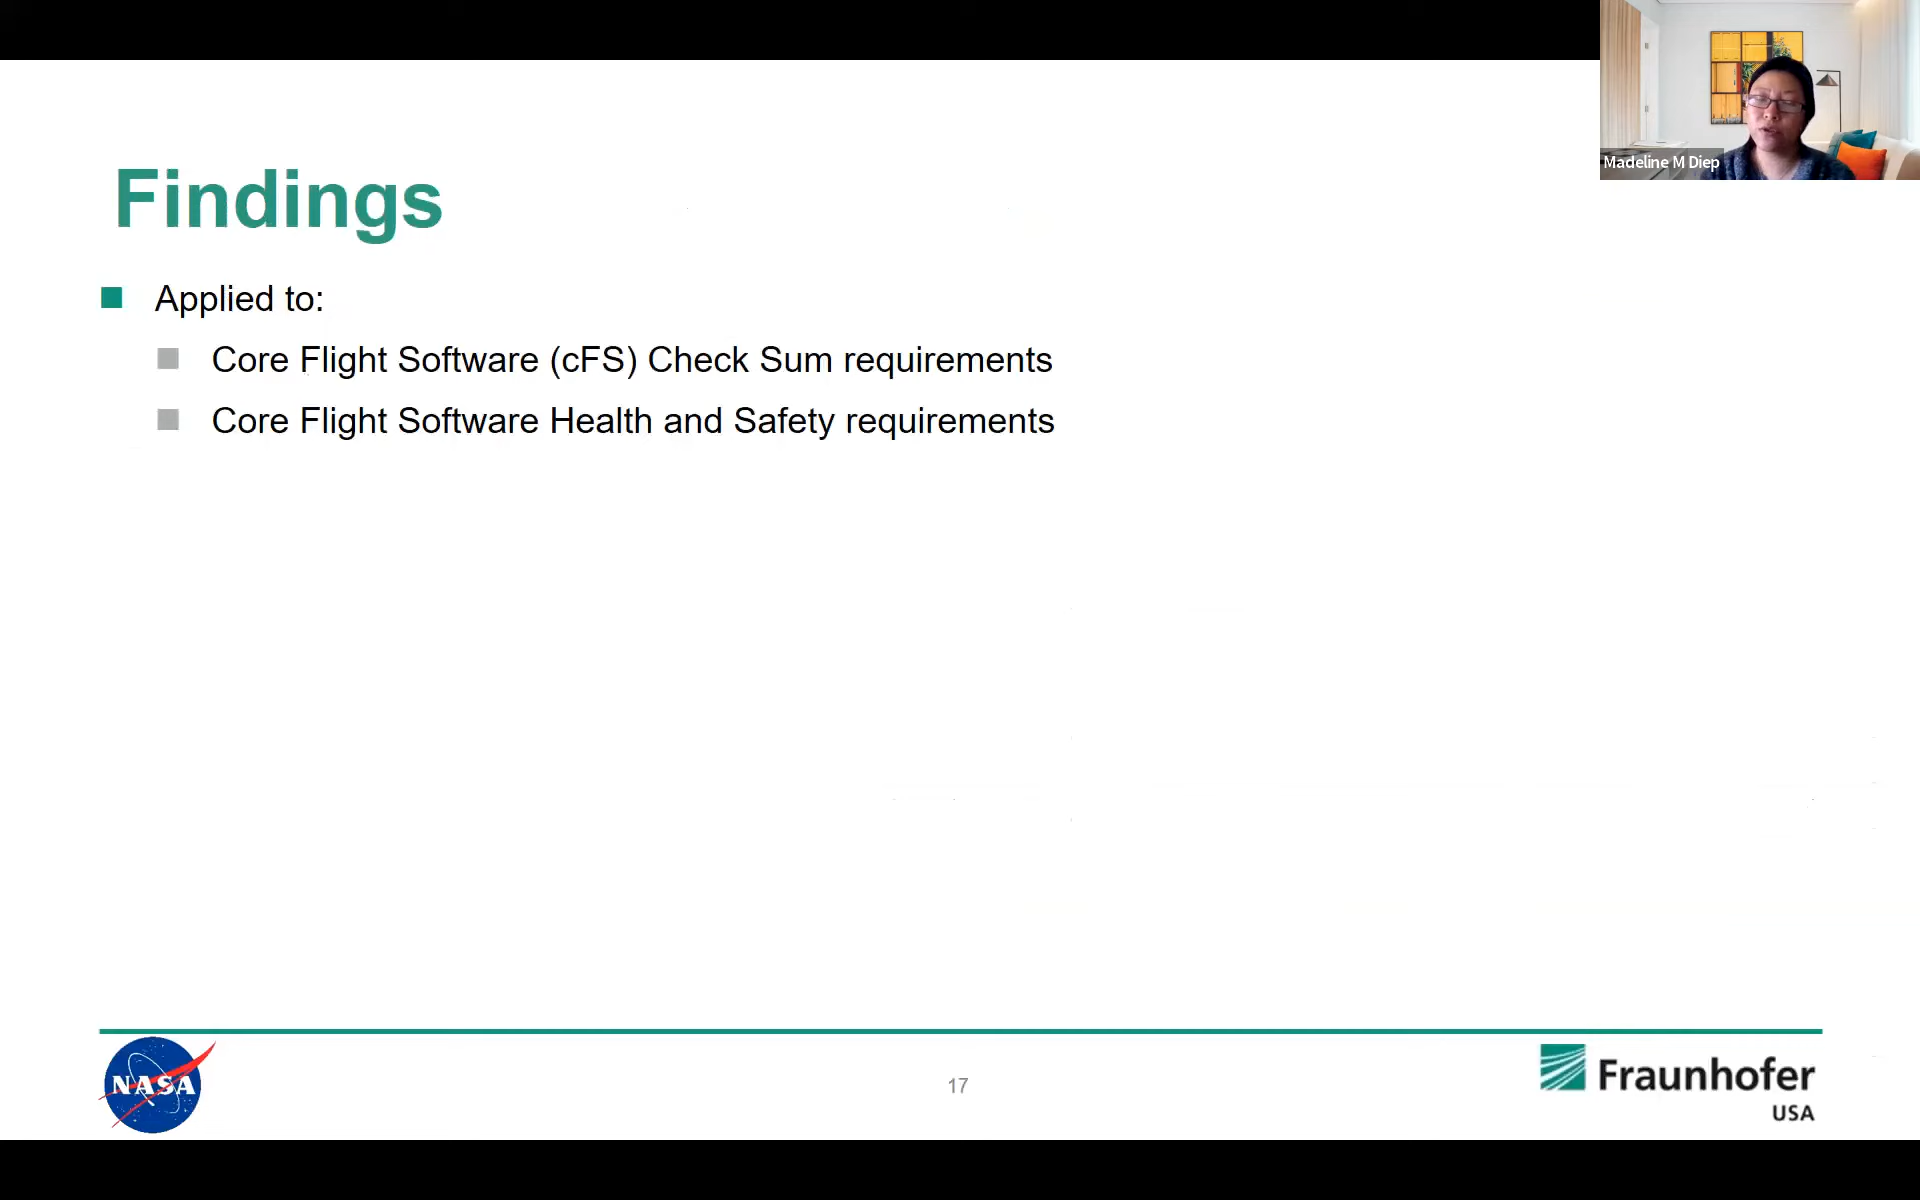 Madeline M Diep
Findings
Applied to:
Core Flight Software (cFS) Check Sum requirements
Core Flight Software Health and Safety requirements
NASA
17
Fraunhofer
USA